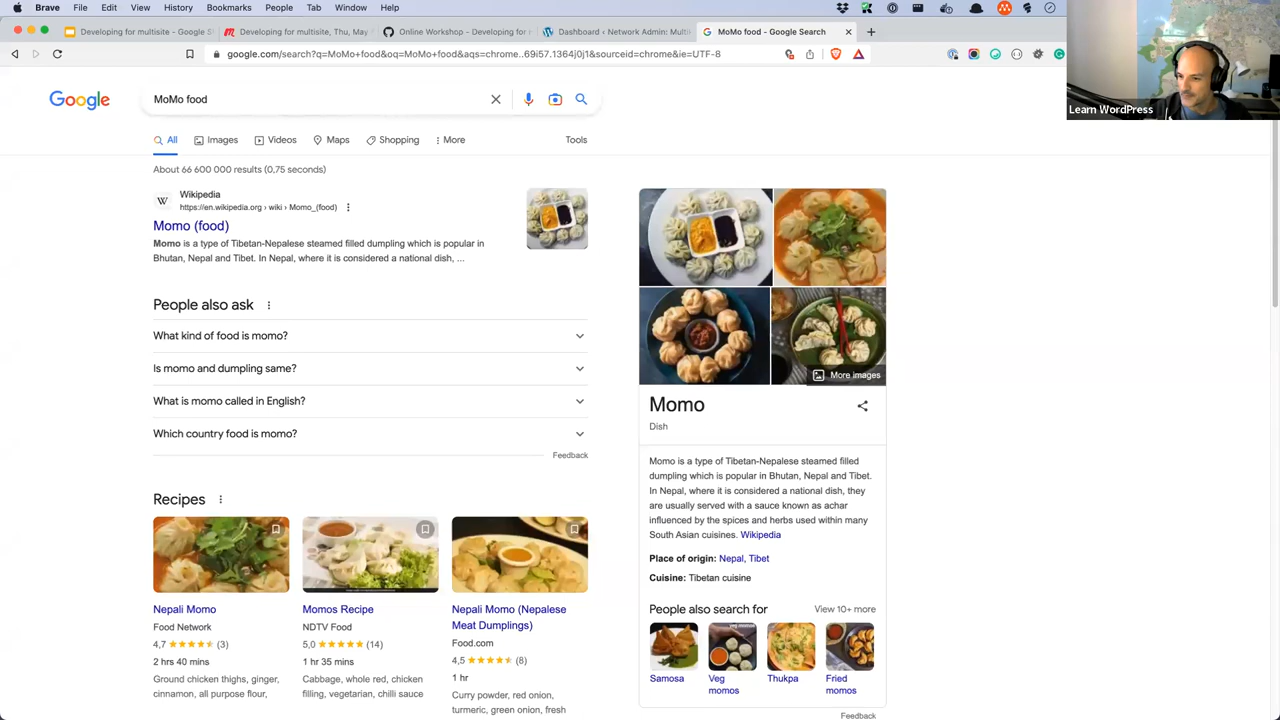 Brave File Edit View History Bookmarks People Tab Window Help
Developing for multisite - Google S
Developing for multisite, Thu, May
Online Workshop - Developing for
Dashboard ‹ Network Admin: Multi
MoMo food - Google Search
google.com/search?q=MoMo+food&oq=MoMo+food&aqs=chrome..69i57.1364j0j1&sourceid=chrome&ie=UTF-8
Learn WordPress
Google
MoMo food
All Images Videos Maps Shopping More Tools
About 66 600 000 results (0,75 seconds)
W
Wikipedia
https://en.wikipedia.org › wiki › Momo_(food)
Momo (food)
Momo is a type of Tibetan-Nepalese steamed filled dumpling which is popular in
Bhutan, Nepal and Tibet. In Nepal, where it is considered a national dish, ...
People also ask
What kind of food is momo?
Is momo and dumpling same?
What is momo called in English?
Which country food is momo?
Feedback
Recipes
Nepali Momo
Food Network
4,7 (3)
2 hrs 40 mins
Ground chicken thighs, ginger,
cinnamon, all purpose flour,
Momos Recipe
NDTV Food
5,0 (14)
1 hr 35 mins
Cabbage, whole red, chicken
filling, vegetarian, chilli sauce
Nepali Momo (Nepalese
Meat Dumplings)
Food.com
4,5 (8)
1 hr
Curry powder, red onion,
turmeric, green onion, fresh
More images
Momo
Dish
Momo is a type of Tibetan-Nepalese steamed filled
dumpling which is popular in Bhutan, Nepal and Tibet.
In Nepal, where it is considered a national dish, they
are usually served with a sauce known as achar
influenced by the spices and herbs used within many
South Asian cuisines. Wikipedia
Place of origin: Nepal, Tibet
Cuisine: Tibetan cuisine
People also search for
View 10+ more
Samosa
Veg
momos
Thukpa
Fried
momos
Feedback